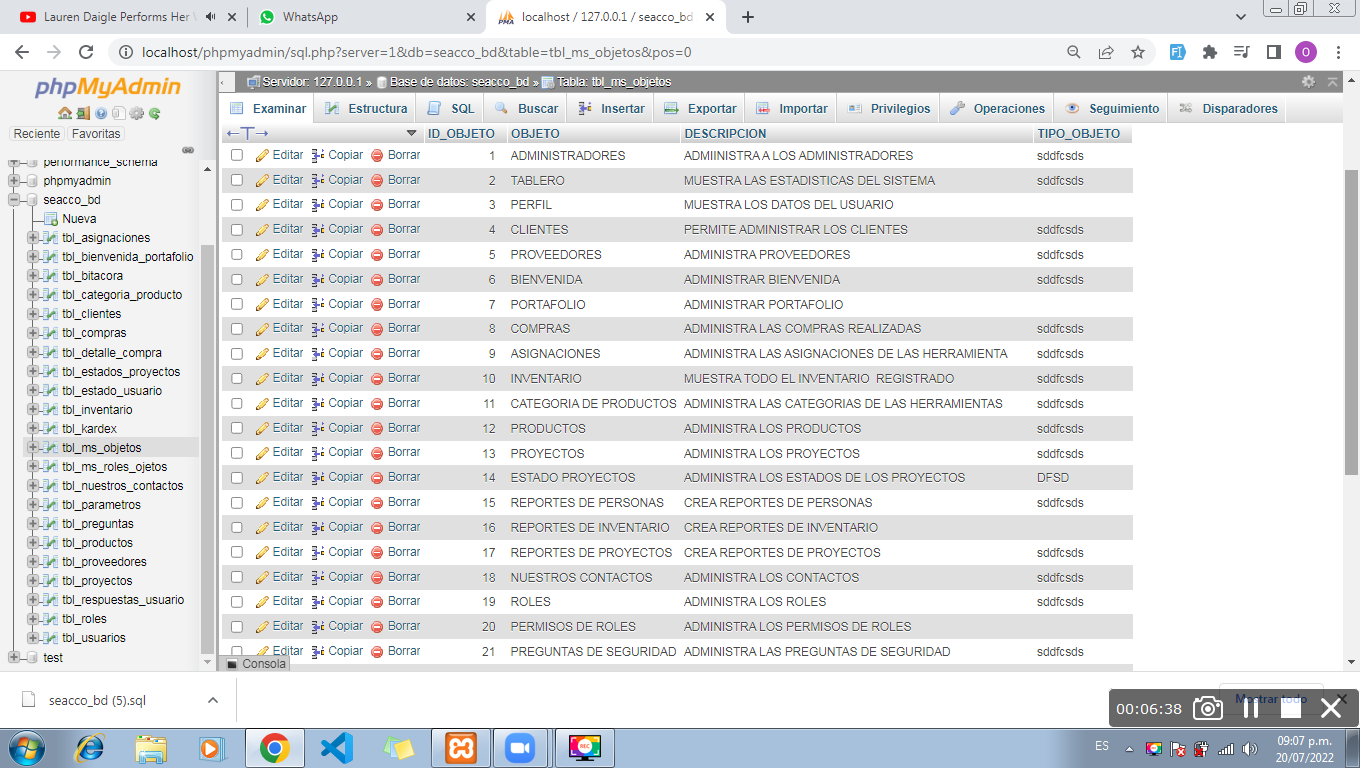 Lauren Daigle Performs Her
WhatsApp
localhost / 127.0.0.1 / seacco_bd
localhost/phpmyadmin/sql.php?server=1&db=seacco_bd&table=tbl_ms_objetos&pos=0
O
phpMyAdmin
Reciente Favoritas
performance_schema
phpmyadmin
seacco_bd
Nueva
tbl_asignaciones
tbl_bienvenida_portafolio
tbl_bitacora
tbl_categoria_producto
tbl_clientes
tbl_compras
tbl_detalle_compra
tbl_estados_proyectos
tbl_estado_usuario
tbl_inventario
tbl_kardex
tbl_ms_objetos
tbl_ms_roles_ojetos
tbl_nuestros_contactos
tbl_parametros
tbl_preguntas
tbl_productos
tbl_proveedores
tbl_proyectos
tbl_respuestas_usuario
tbl_roles
tbl_usuarios
test
Servidor: 127.0.0.1 » Base de datos: seacco_bd » Tabla: tbl_ms_objetos
Examinar Estructura SQL Buscar Insertar Exportar Importar Privilegios Operaciones Seguimiento Disparadores
←T→ ID_OBJETO OBJETO DESCRIPCION TIPO_OBJETO
Editar Copiar Borrar 1 ADMINISTRADORES ADMIINISTRA A LOS ADMINISTRADORES sddfcsds
Editar Copiar Borrar 2 TABLERO MUESTRA LAS ESTADISTICAS DEL SISTEMA sddfcsds
Editar Copiar Borrar 3 PERFIL MUESTRA LOS DATOS DEL USUARIO sddfcsds
Editar Copiar Borrar 4 CLIENTES PERMITE ADMINISTRAR LOS CLIENTES sddfcsds
Editar Copiar Borrar 5 PROVEEDORES ADMINISTRA PROVEEDORES sddfcsds
Editar Copiar Borrar 6 BIENVENIDA ADMINISTRAR BIENVENIDA sddfcsds
Editar Copiar Borrar 7 PORTAFOLIO ADMINISTRAR PORTAFOLIO
Editar Copiar Borrar 8 COMPRAS ADMINISTRA LAS COMPRAS REALIZADAS sddfcsds
Editar Copiar Borrar 9 ASIGNACIONES ADMINISTRA LAS ASIGNACIONES DE LAS HERRAMIENTA sddfcsds
Editar Copiar Borrar 10 INVENTARIO MUESTRA TODO EL INVENTARIO REGISTRADO sddfcsds
Editar Copiar Borrar 11 CATEGORIA DE PRODUCTOS ADMINISTRA LAS CATEGORIAS DE LAS HERRAMIENTAS sddfcsds
Editar Copiar Borrar 12 PRODUCTOS ADMINISTRA LOS PRODUCTOS sddfcsds
Editar Copiar Borrar 13 PROYECTOS ADMINISTRA LOS PROYECTOS sddfcsds
Editar Copiar Borrar 14 ESTADO PROYECTOS ADMINISTRA LOS ESTADOS DE LOS PROYECTOS DFSD
Editar Copiar Borrar 15 REPORTES DE PERSONAS CREA REPORTES DE PERSONAS sddfcsds
Editar Copiar Borrar 16 REPORTES DE INVENTARIO CREA REPORTES DE INVENTARIO
Editar Copiar Borrar 17 REPORTES DE PROYECTOS CREA REPORTES DE PROYECTOS sddfcsds
Editar Copiar Borrar 18 NUESTROS CONTACTOS ADMINISTRA LOS CONTACTOS sddfcsds
Editar Copiar Borrar 19 ROLES ADMINISTRA LOS ROLES sddfcsds
Editar Copiar Borrar 20 PERMISOS DE ROLES ADMINISTRA LOS PERMISOS DE ROLES
Editar Copiar Borrar 21 PREGUNTAS DE SEGURIDAD ADMINISTRA LAS PREGUNTAS DE SEGURIDAD sddfcsds
Consola
seacco_bd (5).sql
Mostrar todo
00:06:38
ES
09:07 p.m.
20/07/2022